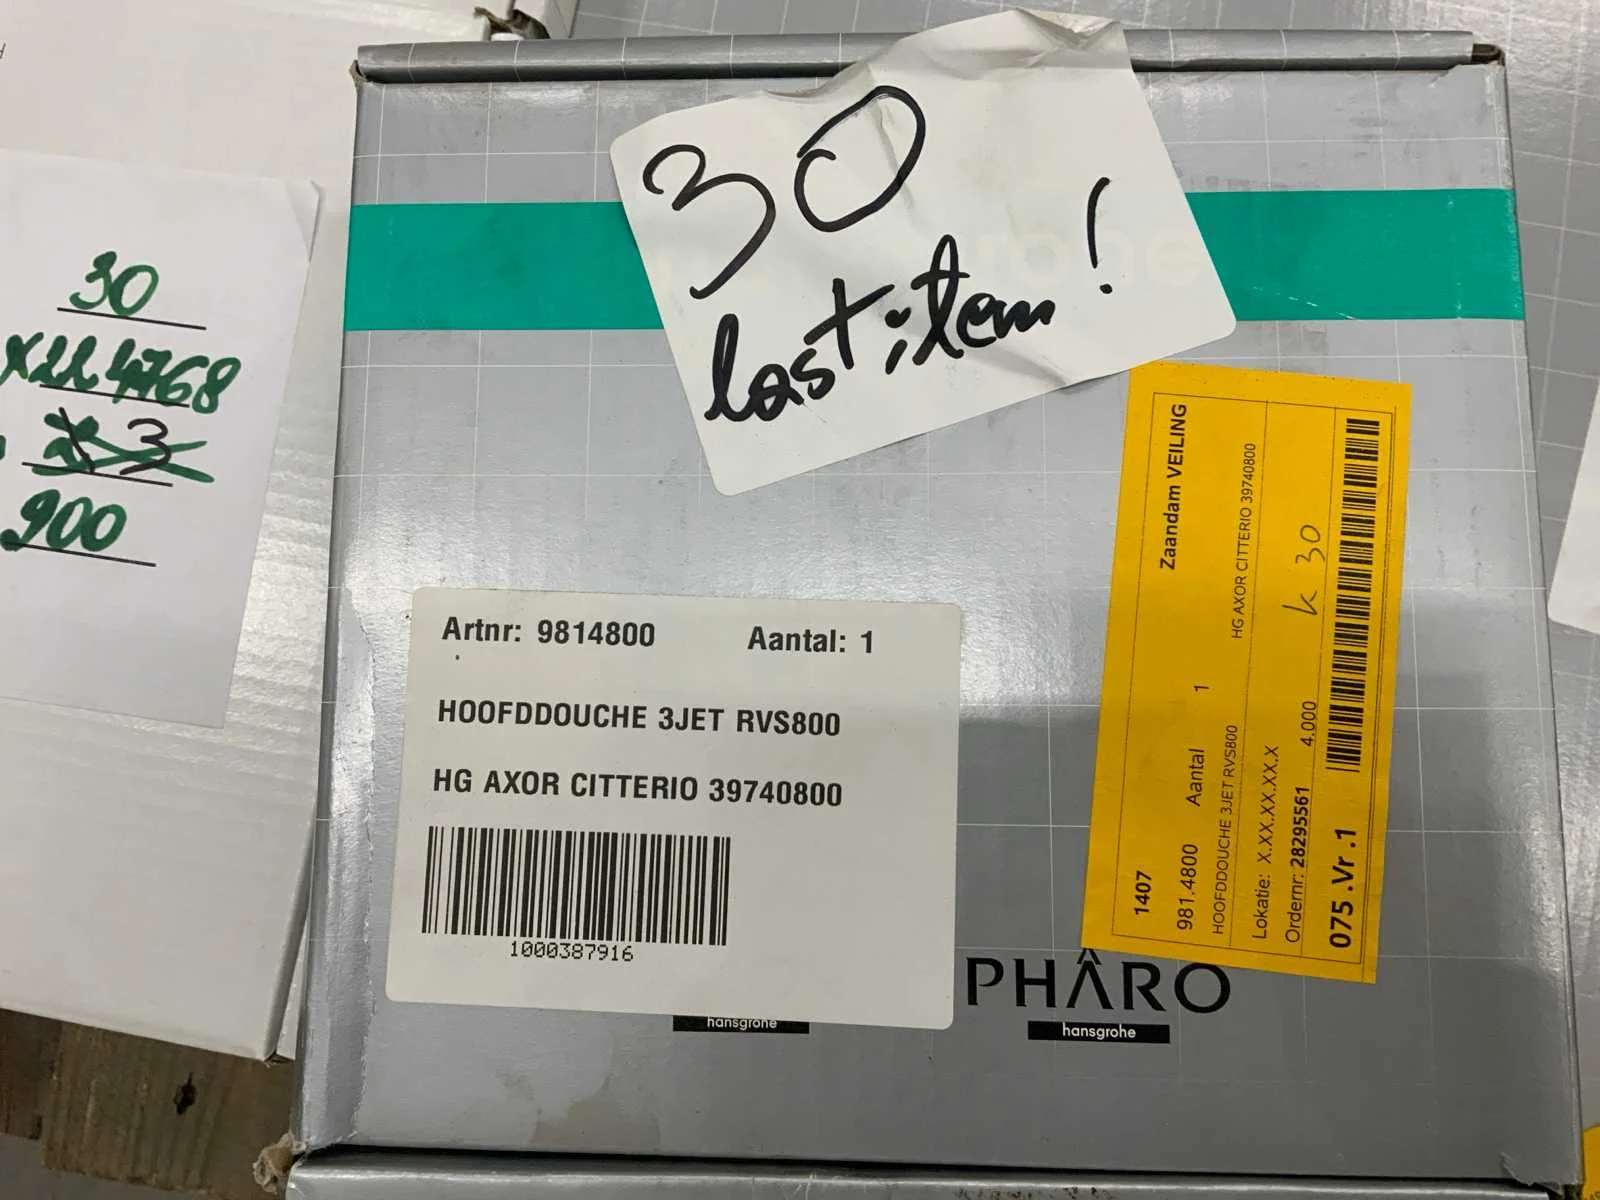 30
last item!
30
900
Artnr: 9814800 Aantal: 1
HOOFDDOUCHE 3JET RVS800
HG AXOR CITTERIO 39740800
1000387916
hansgrohe
PHÂRO
hansgrohe
1407 Zaandam VEILING
981.4800 Aantal 1
HOOFDDOUCHE 3JET RVS800 HG AXOR CITTERIO 39740800
Lokatie: X.XX.XX.XX.X
Ordernr: 28295561 4.000 K 30
075.Vr.1